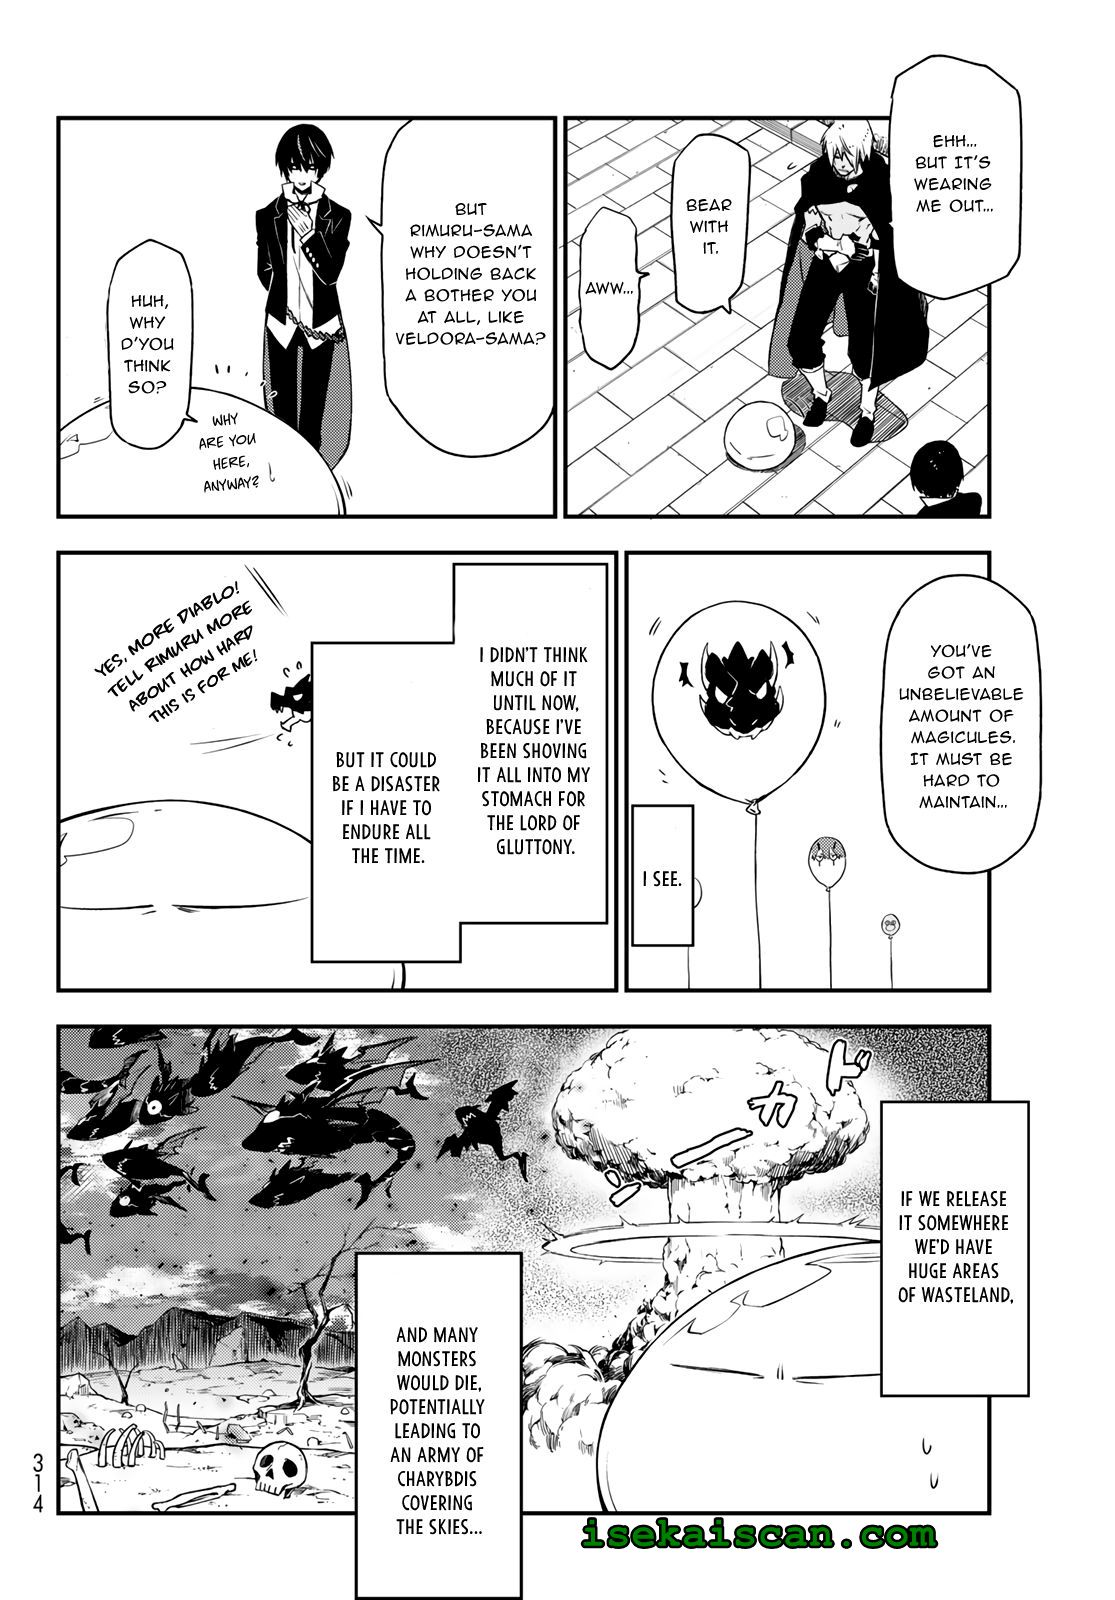 EHH...
BUT IT'S
WEARING
ME OUT...
BEAR
WITH
IT.
AWW...
BUT
RIMURU-SAMA
WHY DOESN'T
HOLDING BACK
A BOTHER YOU
AT ALL, LIKE
VELDORA-SAMA?
HUH,
WHY
D'YOU
THINK
SO?
WHY
ARE YOU
HERE,
ANYWAY?
YOU'VE
GOT AN
UNBELIEVABLE
AMOUNT OF
MAGICULES.
IT MUST BE
HARD TO
MAINTAIN...
I SEE.
I DIDN'T THINK
MUCH OF IT
UNTIL NOW,
BECAUSE I'VE
BEEN SHOVING
IT ALL INTO MY
STOMACH FOR
THE LORD OF
GLUTTONY.
BUT IT COULD
BE A DISASTER
IF I HAVE TO
ENDURE ALL
THE TIME.
YES, MORE DIABLO!
TELL RIMURU MORE
ABOUT HOW HARD
THIS IS FOR ME!
ドカーン
IF WE RELEASE
IT SOMEWHERE
WE'D HAVE
HUGE AREAS
OF WASTELAND,
AND MANY
MONSTERS
WOULD DIE,
POTENTIALLY
LEADING TO
AN ARMY OF
CHARYBDIS
COVERING
THE SKIES...
314
isekaiscan.com